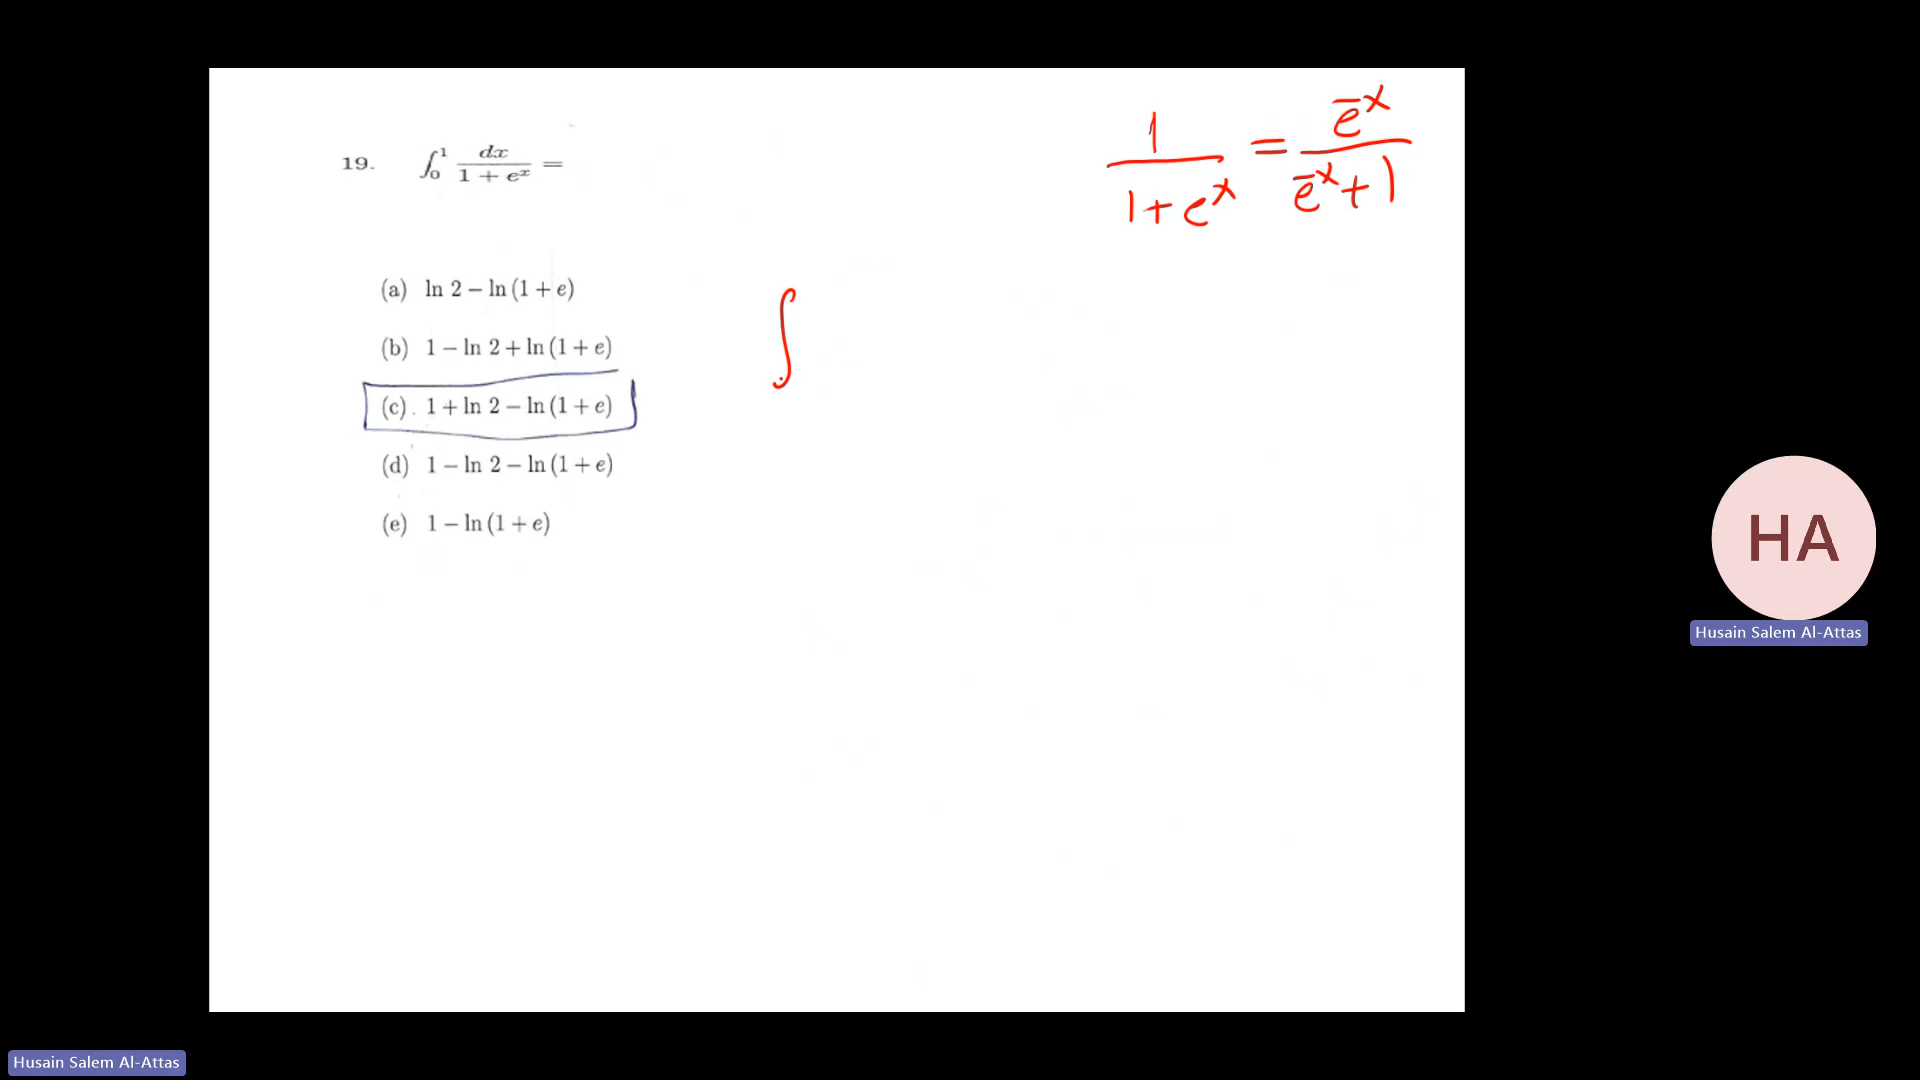 19. ∫₀¹ dx / (1 + eˣ) =
1 / (1 + eˣ) = e⁻ˣ / (e⁻ˣ + 1)
(a) ln 2 − ln (1 + e)
∫
(b) 1 − ln 2 + ln (1 + e)
(c). 1 + ln 2 − ln (1 + e)
(d) 1 − ln 2 − ln (1 + e)
(e) 1 − ln (1 + e)
HA
Husain Salem Al-Attas
Husain Salem Al-Attas